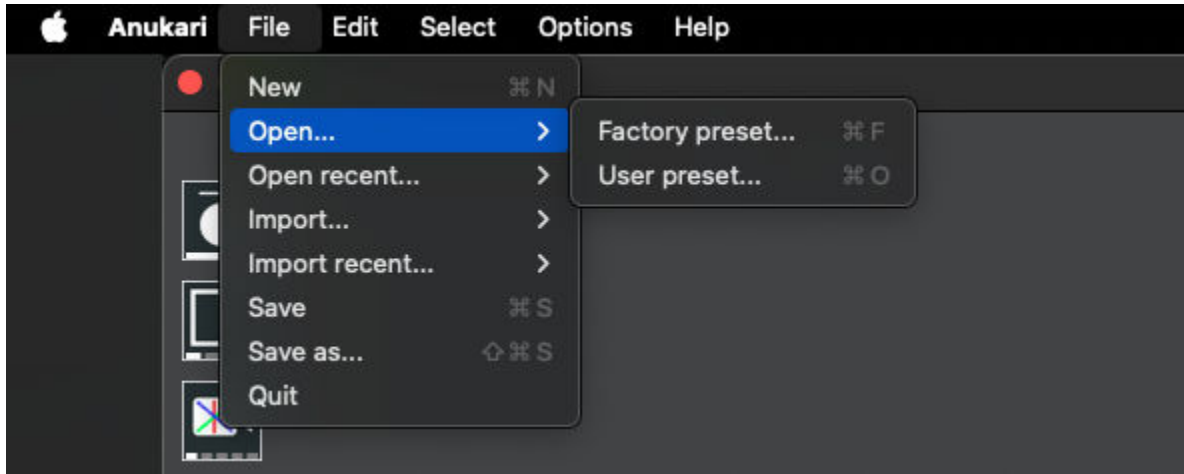 Anukari File Edit Select Options Help
New ⌘ N
Open...
Factory preset... ⌘ F
User preset... ⌘ O
Open recent...
Import...
Import recent...
Save ⌘ S
Save as... ⇧ ⌘ S
Quit